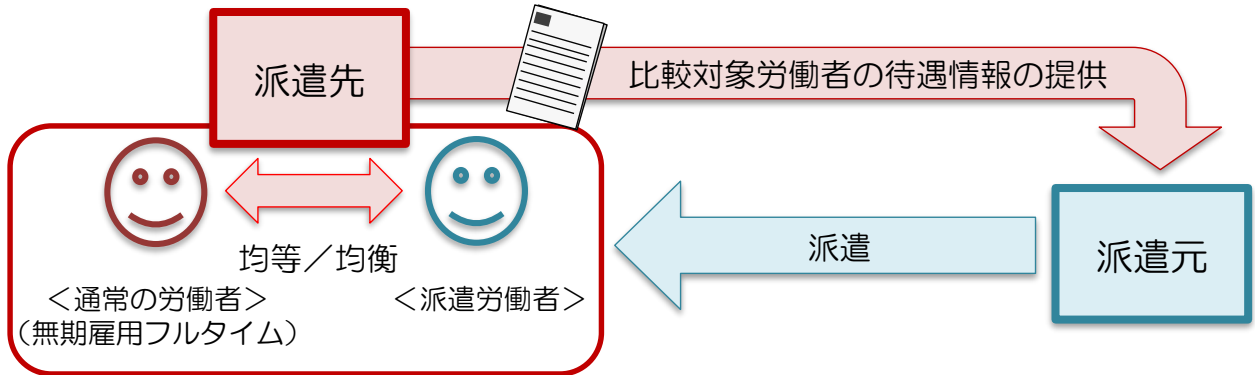 派遣先
比較対象労働者の待遇情報の提供
均等／均衡
＜通常の労働者＞
（無期雇用フルタイム）
＜派遣労働者＞
派遣
派遣元